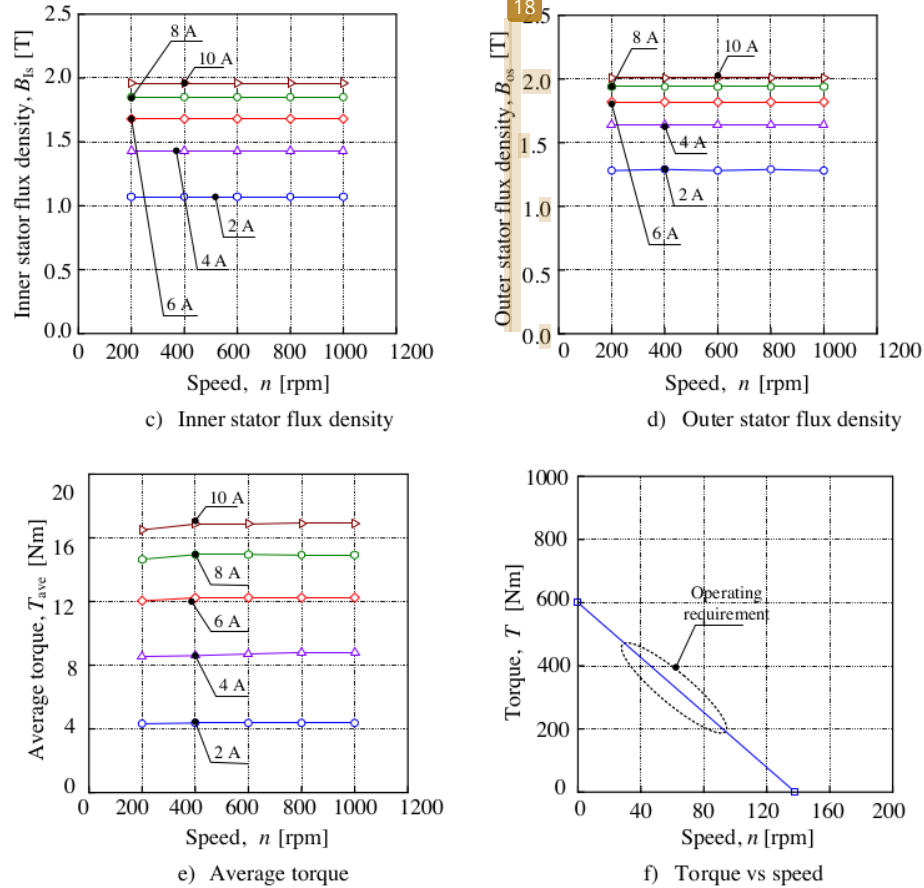 18
Inner stator flux density, B_Is [T]
2.5
2.0
1.5
1.0
0.5
0.0
8 A
10 A
2 A
4 A
6 A
0 200 400 600 800 1000 1200
Speed, n [rpm]
c) Inner stator flux density
Outer stator flux density, B_os [T]
2.5
2.0
1.5
1.0
0.5
0.0
8 A
10 A
4 A
2 A
6 A
0 200 400 600 800 1000 1200
Speed, n [rpm]
d) Outer stator flux density
Average torque, T_ave [Nm]
20
16
12
8
4
0
10 A
8 A
6 A
4 A
2 A
0 200 400 600 800 1000 1200
Speed, n [rpm]
e) Average torque
Torque, T [Nm]
1000
800
600
400
200
0
Operating
requirement
0 40 80 120 160 200
Speed, n [rpm]
f) Torque vs speed